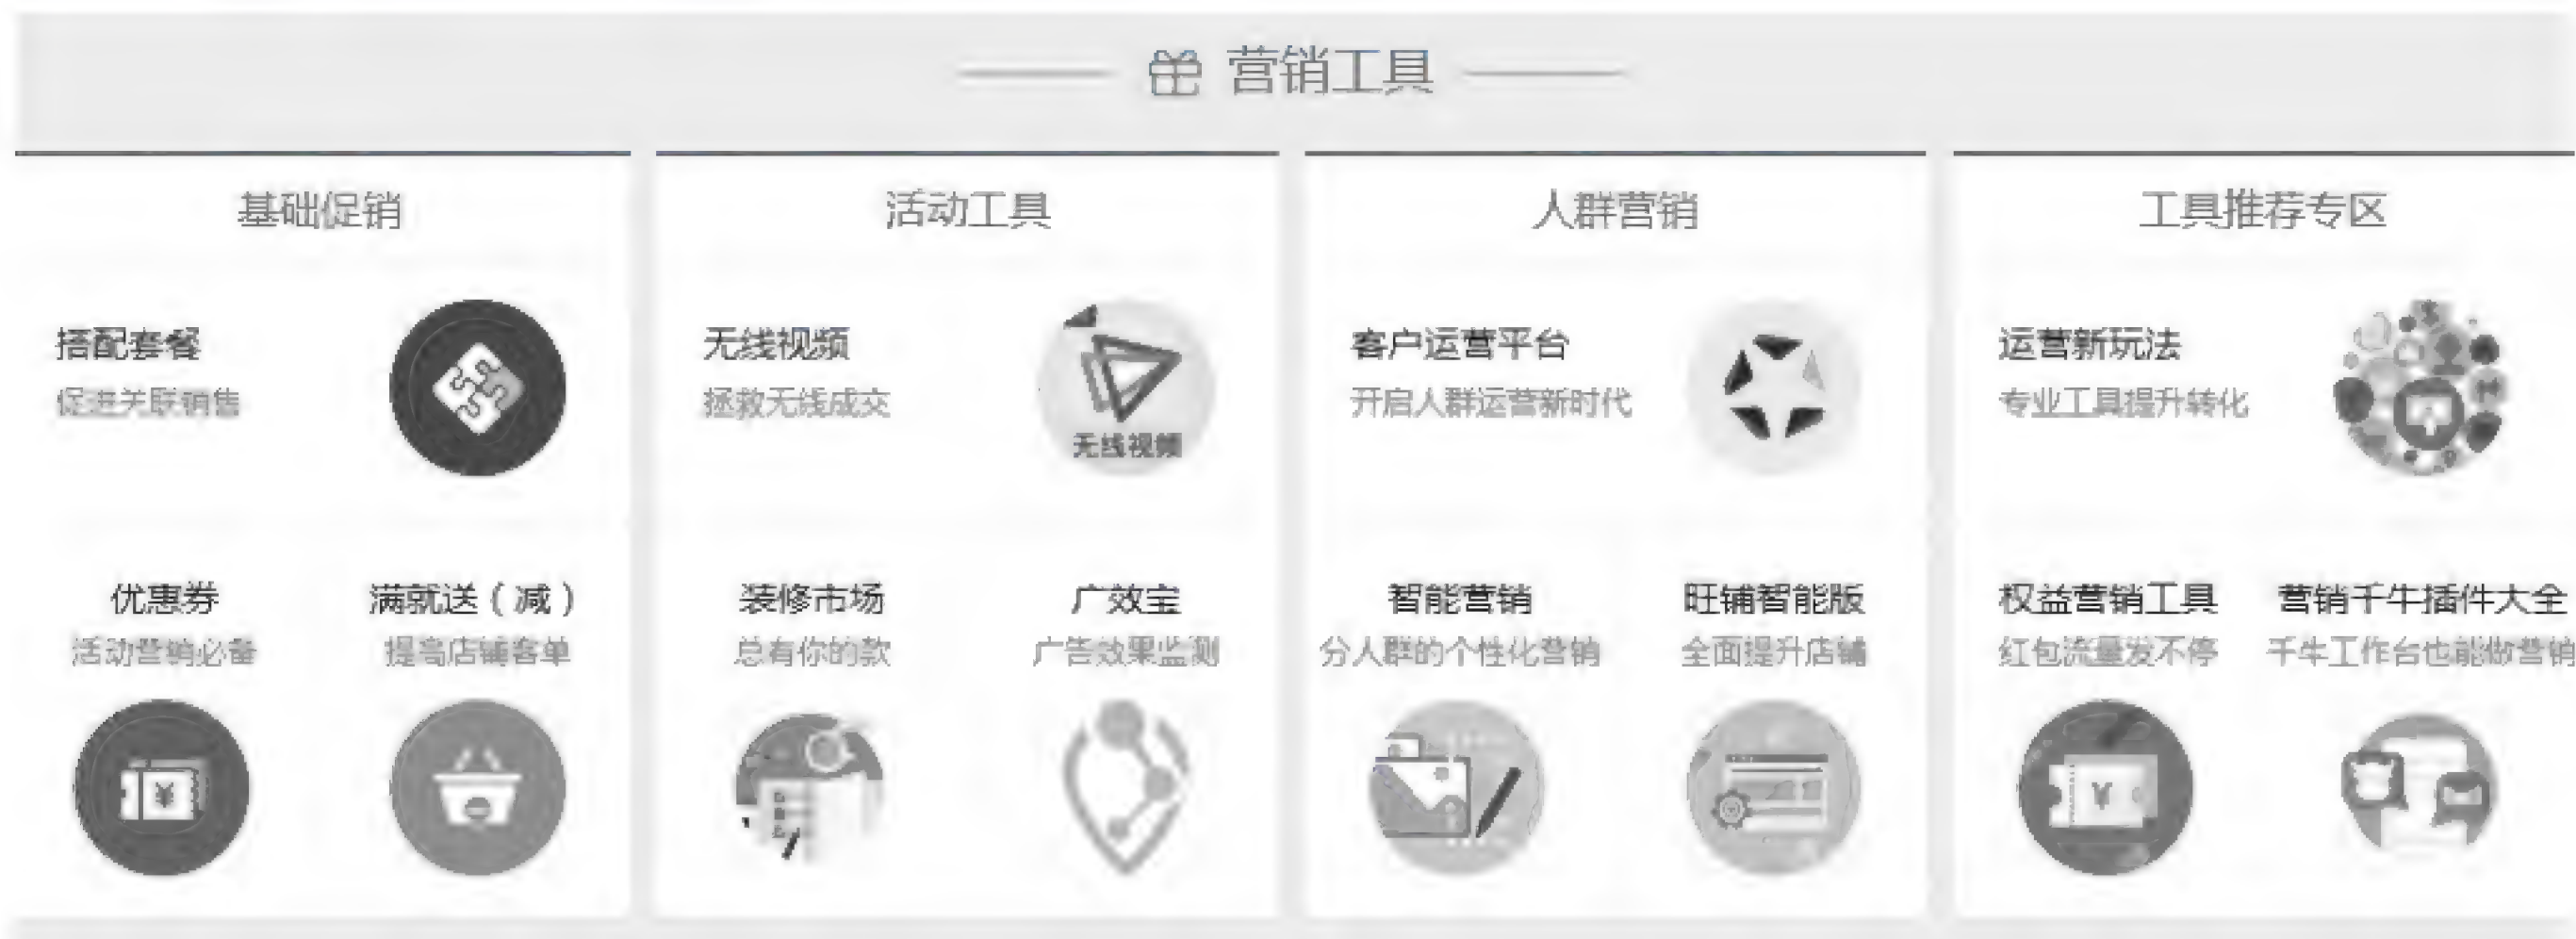 营销工具
基础促销
搭配套餐
促进关联销售
优惠券
活动营销必备
满就送（减）
提高店铺客单
活动工具
无线视频
拯救无线成交
无线视频
装修市场
总有你的款
广效宝
广告效果监测
人群营销
客户运营平台
开启人群运营新时代
智能营销
分人群的个性化营销
旺铺智能版
全面提升店铺
工具推荐专区
运营新玩法
专业工具提升转化
权益营销工具
红包流量发不停
营销千牛插件大全
千牛工作台也能做营销